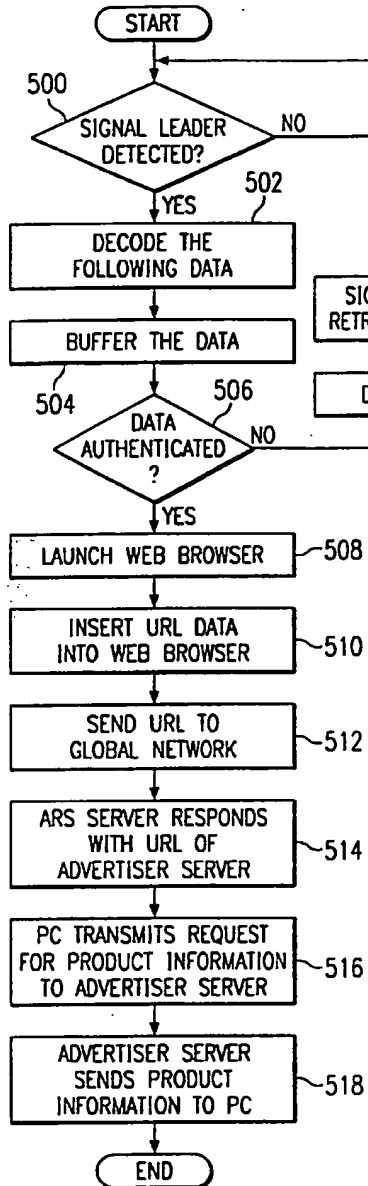 START
500
SIGNAL LEADER
DETECTED?
NO
YES
502
DECODE THE
FOLLOWING DATA
BUFFER THE DATA
504
506
DATA
AUTHENTICATED
?
NO
YES
LAUNCH WEB BROWSER
508
INSERT URL DATA
INTO WEB BROWSER
510
SEND URL TO
GLOBAL NETWORK
512
ARS SERVER RESPONDS
WITH URL OF
ADVERTISER SERVER
514
PC TRANSMITS REQUEST
FOR PRODUCT INFORMATION
TO ADVERTISER SERVER
516
ADVERTISER SERVER
SENDS PRODUCT
INFORMATION TO PC
518
END